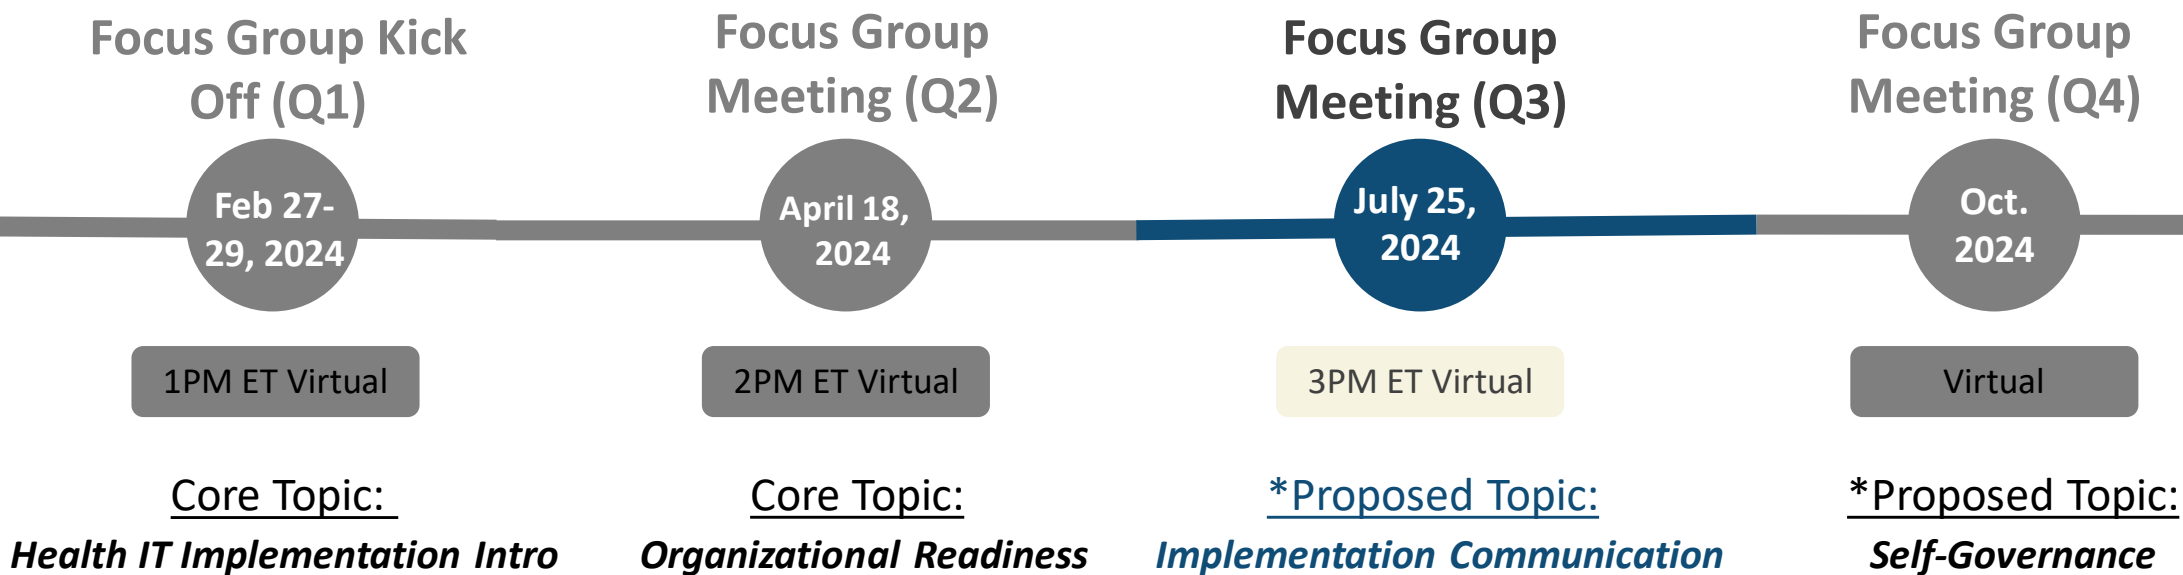 Focus Group Kick
Off (Q1)
Feb 27-
29, 2024
1PM ET Virtual
Core Topic:
Health IT Implementation Intro
Focus Group
Meeting (Q2)
April 18,
2024
2PM ET Virtual
Core Topic:
Organizational Readiness
Focus Group
Meeting (Q3)
July 25,
2024
3PM ET Virtual
*Proposed Topic:
Implementation Communication
Focus Group
Meeting (Q4)
Oct.
2024
Virtual
*Proposed Topic:
Self-Governance